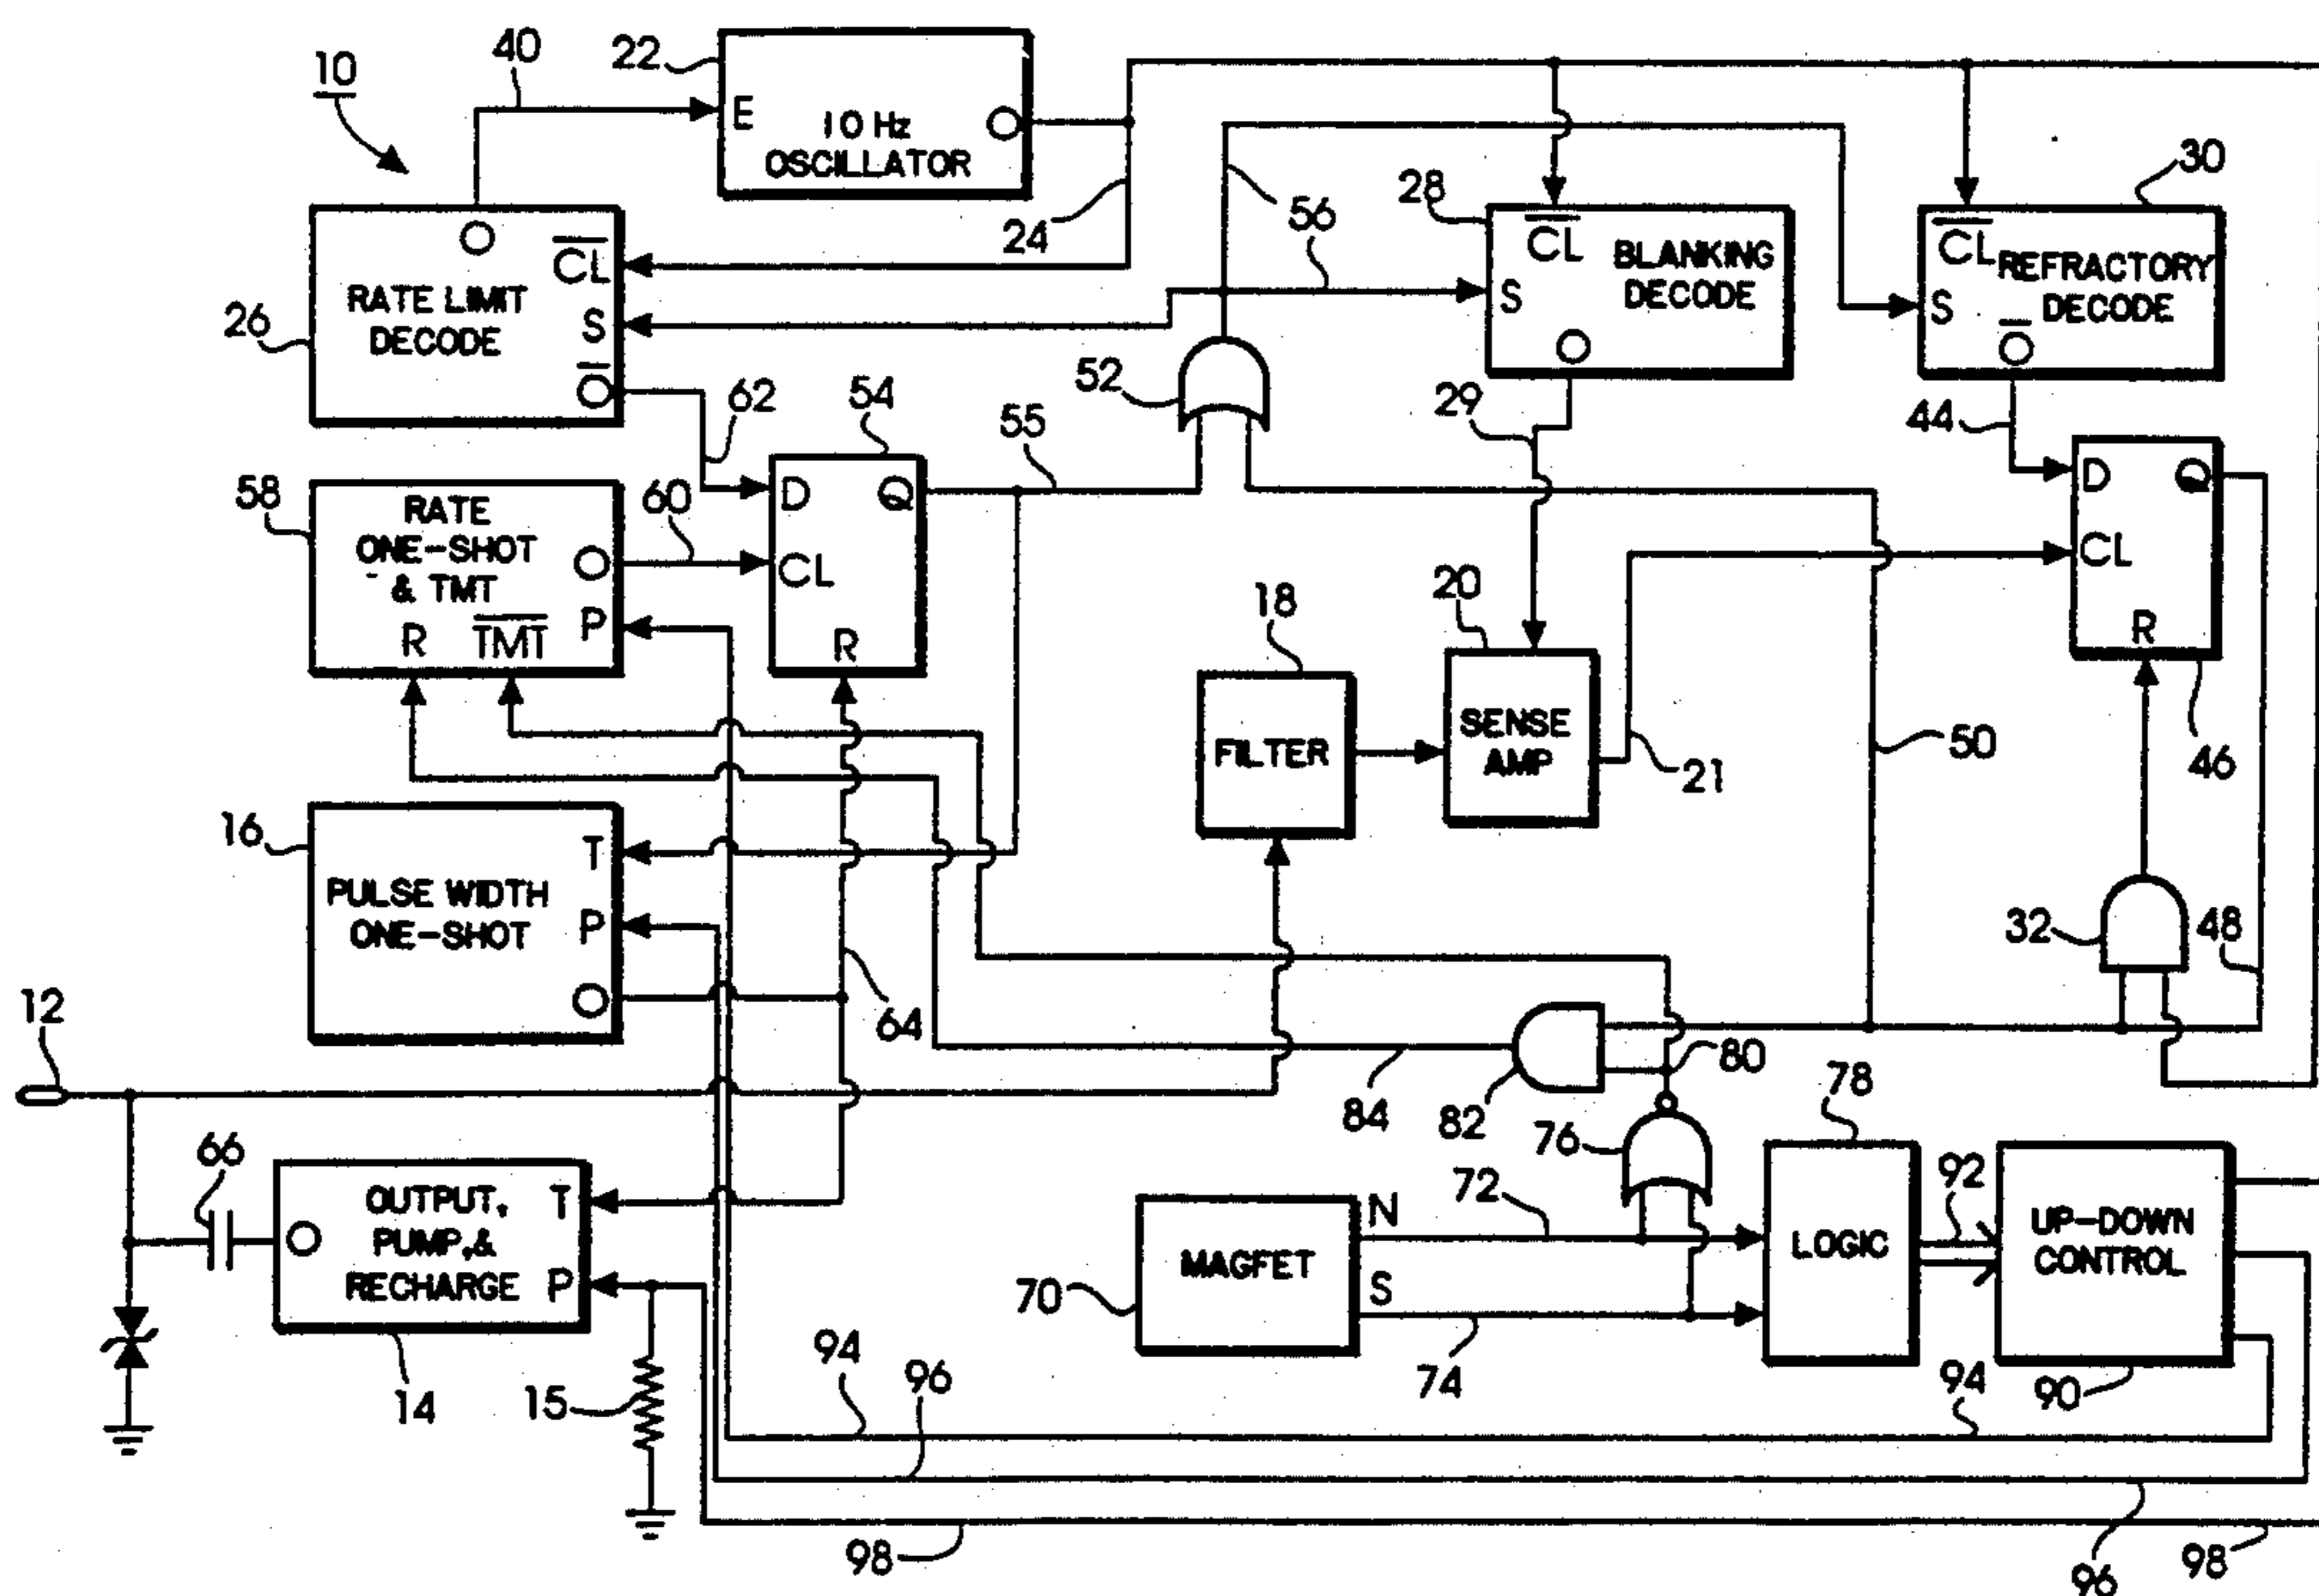 10
40
22
E
10 Hz
OSCILLATOR
O
24
56
28
CL
BLANKING
DECODE
S
O
30
CL
REFRACTORY
DECODE
S
O
26
O
CL
RATE LIMIT
DECODE
S
O
62
54
D
Q
CL
R
55
52
29
44
D
Q
CL
R
46
58
RATE
ONE-SHOT
& TMT
O
P
R
TMT
60
18
FILTER
20
SENSE
AMP
21
50
16
T
PULSE WIDTH
ONE-SHOT
P
O
64
32
48
12
84
82
80
76
78
66
O
OUTPUT,
PUMP,&
RECHARGE
T
P
14
15
70
MAGFET
N
S
72
74
LOGIC
92
UP-DOWN
CONTROL
90
94
96
94
98
96
98